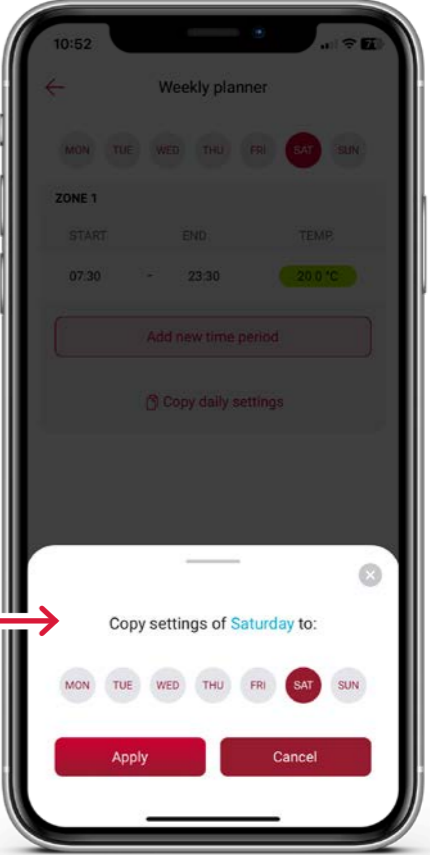 10:52
71
Weekly planner
MON TUE WED THU FRI SAT SUN
ZONE 1
START END TEMP.
07:30 - 23:30 20.0 °C
Add new time period
Copy daily settings
Copy settings of Saturday to:
MON TUE WED THU FRI SAT SUN
Apply Cancel